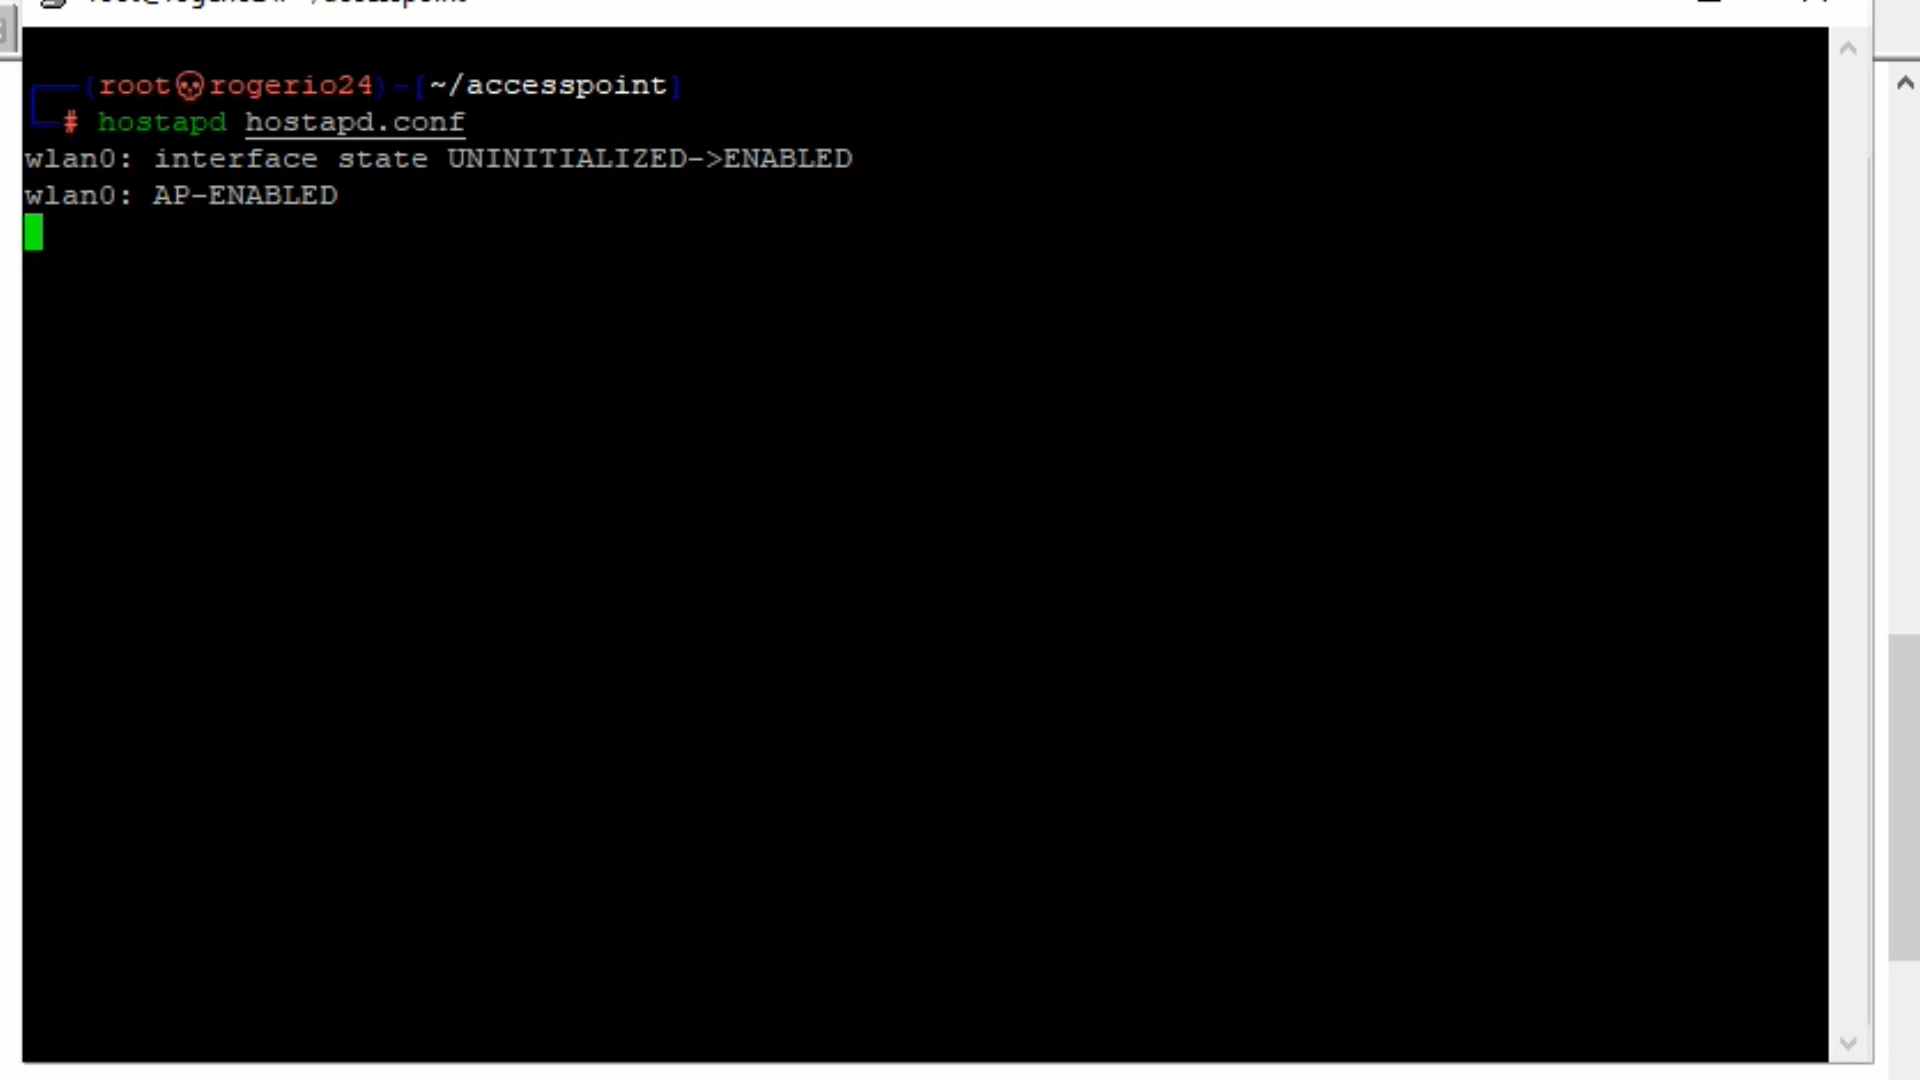 (root💀rogerio24)-[~/accesspoint]
# hostapd hostapd.conf
wlan0: interface state UNINITIALIZED->ENABLED
wlan0: AP-ENABLED